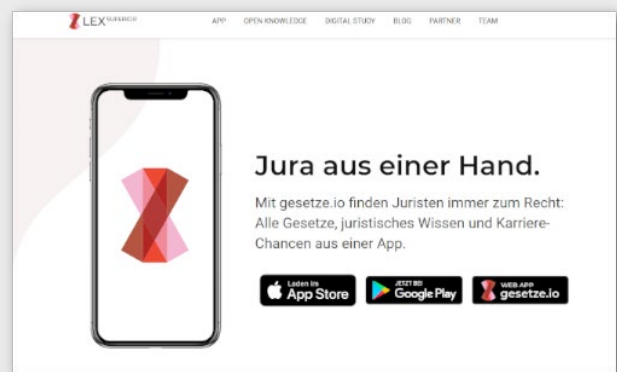 LEX SUPERIOR
APP OPEN KNOWLEDGE DIGITAL STUDY BLOG PARTNER TEAM
Jura aus einer Hand.
Mit gesetze.io finden Juristen immer zum Recht:
Alle Gesetze, juristisches Wissen und Karriere-
Chancen aus einer App.
Laden im
App Store
JETZT BEI
Google Play
WEB APP
gesetze.io